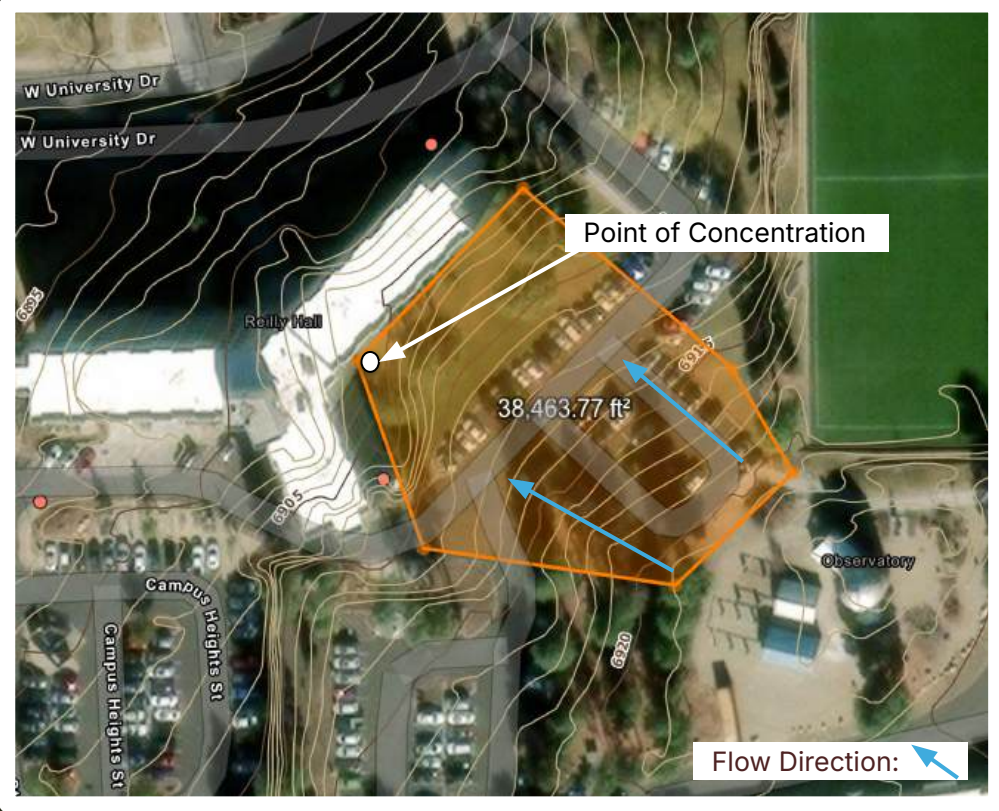 W University Dr
W University Dr
Point of Concentration
6895
Reilly Hall
6915
38,463.77 ft²
6905
Observatory
Campus Heights St
Campus Heights St
6920
Flow Direction: